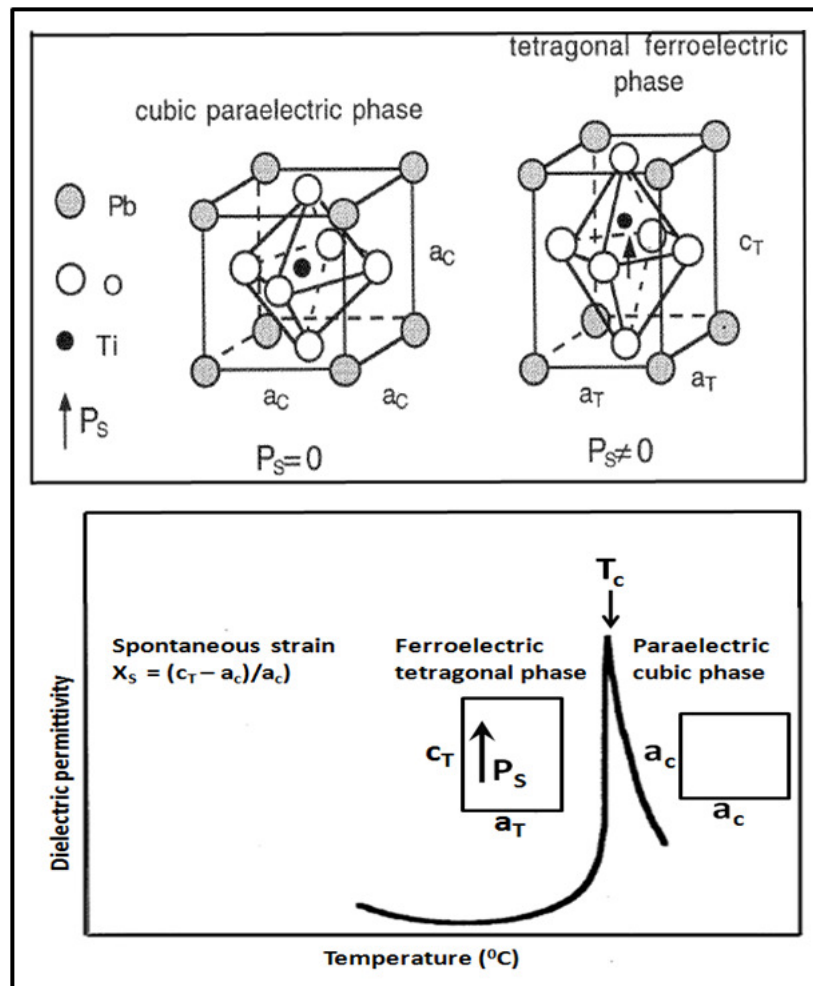 tetragonal ferroelectric
phase
cubic paraelectric phase
Pb
O
Ti
P_S
a_C
a_C
a_C
P_S=0
c_T
a_T
a_T
P_S≠0
T_c
Spontaneous strain
X_S = (c_T – a_c)/a_c)
Ferroelectric
tetragonal phase
Paraelectric
cubic phase
c_T
P_S
a_T
a_c
a_c
Dielectric permittivity
Temperature (⁰C)